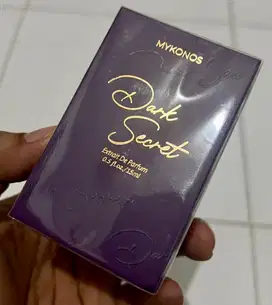 MYKONOS
Dark
Secret
Extrait De Parfum
0.5 fl.oz/15ml